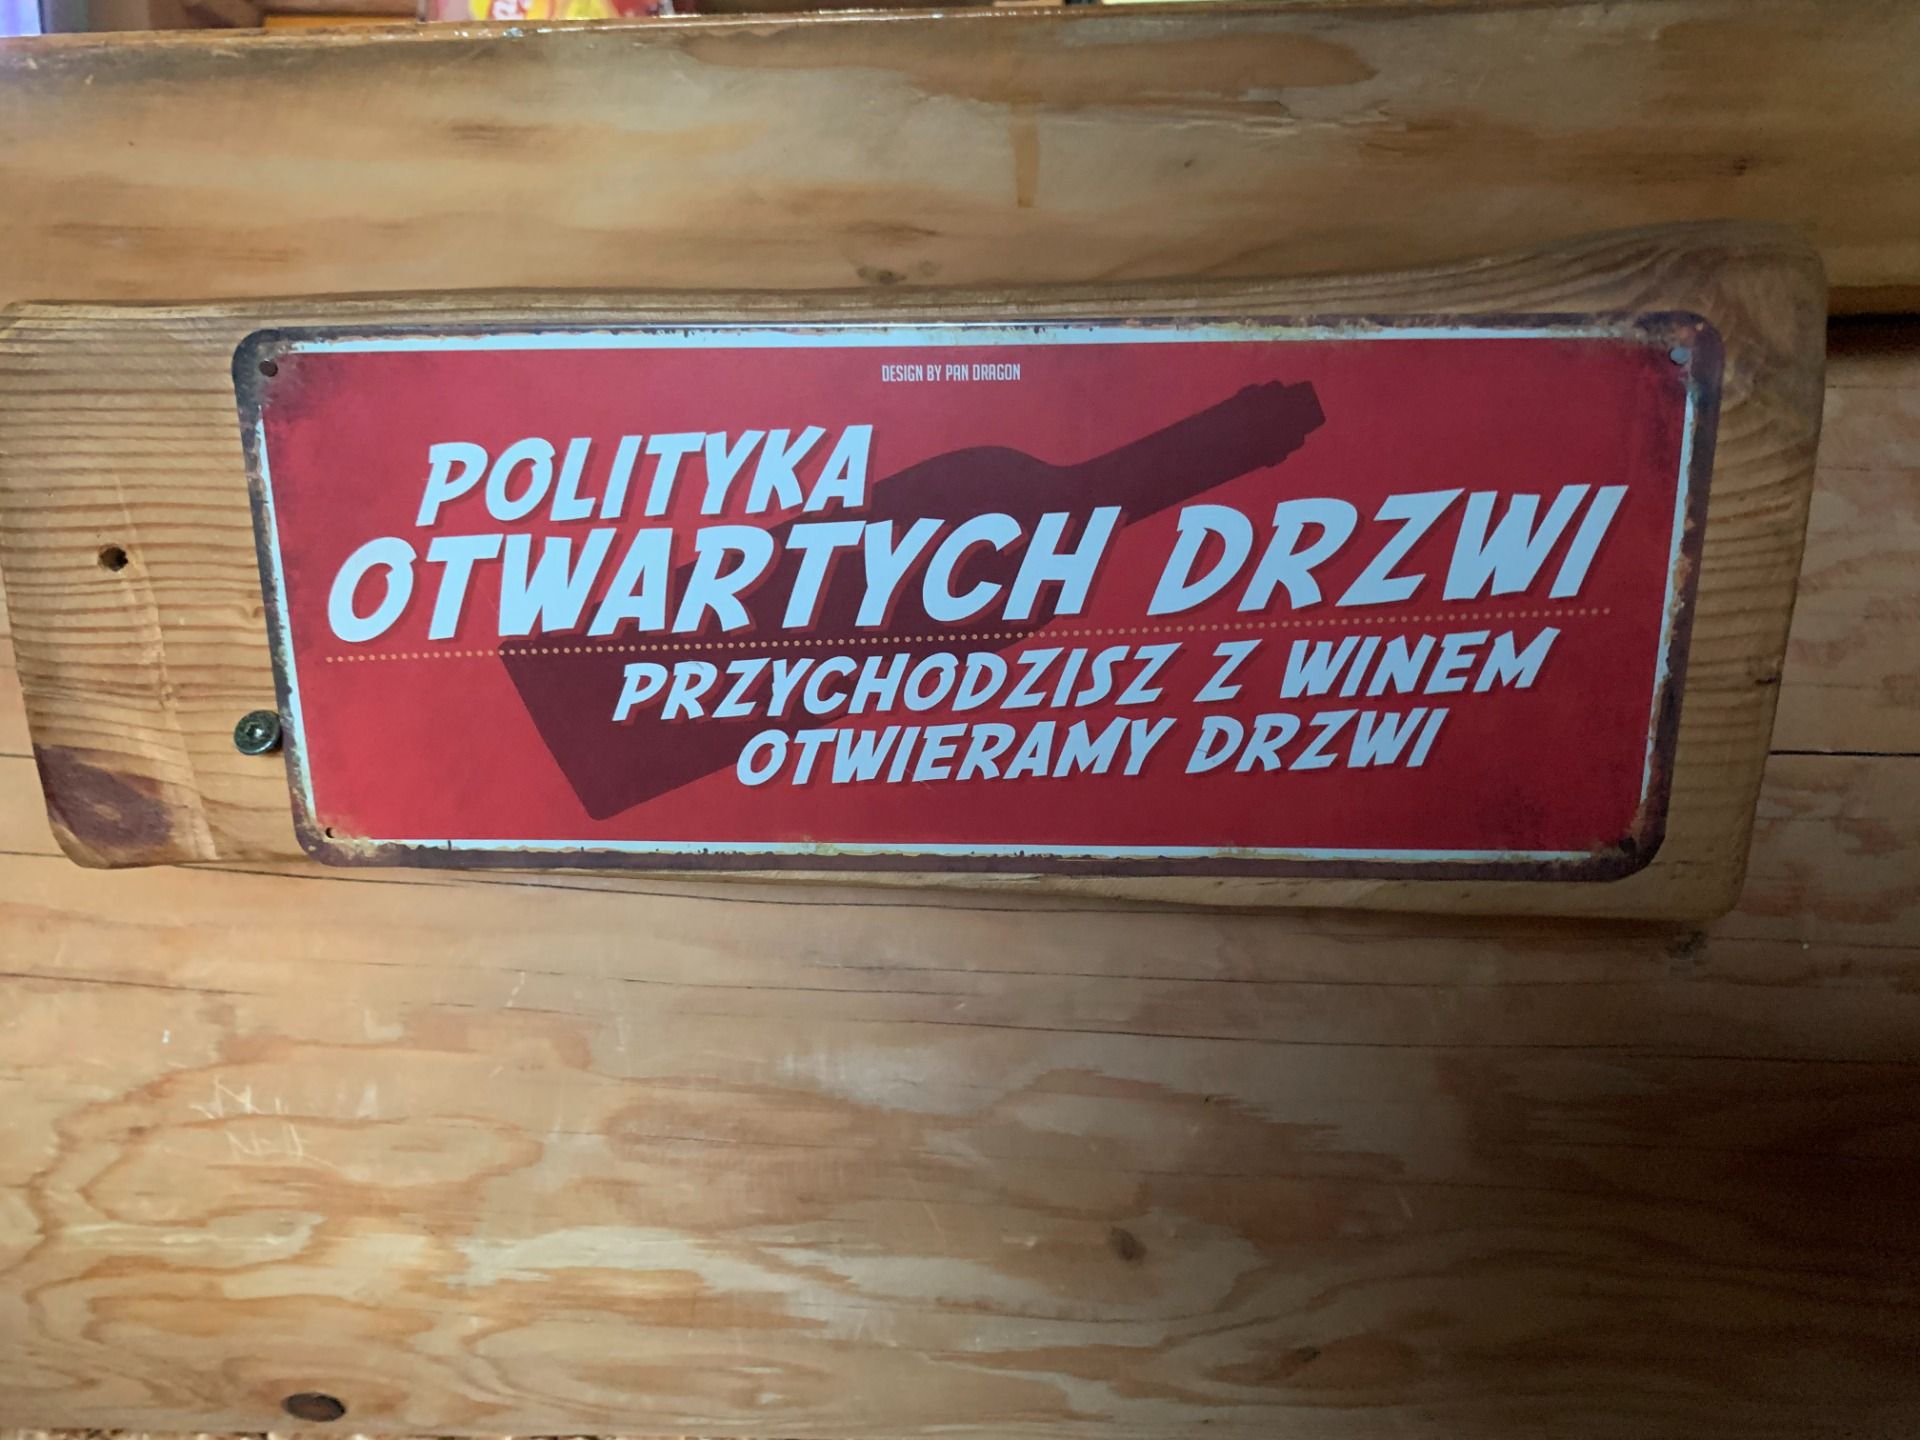 DESIGN BY PAN DRAGON
POLITYKA
OTWARTYCH DRZWI
PRZYCHODZISZ Z WINEM
OTWIERAMY DRZWI